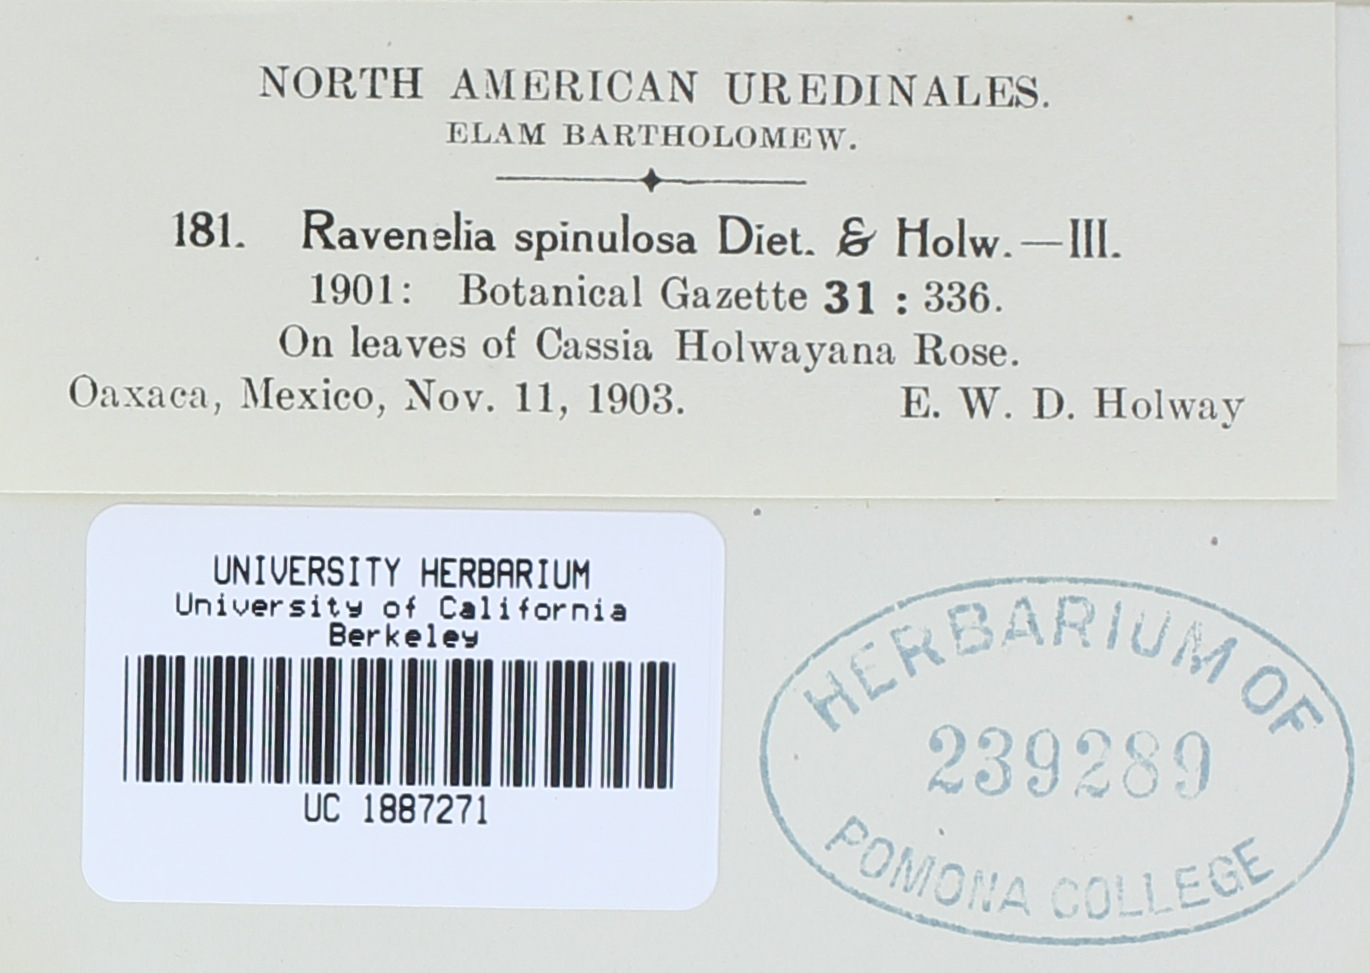 NORTH AMERICAN UREDINALES.
ELAM BARTHOLOMEW.
181. Ravenelia spinulosa Diet. & Holw.—III.
1901: Botanical Gazette 31 : 336.
On leaves of Cassia Holwayana Rose.
Oaxaca, Mexico, Nov. 11, 1903. E. W. D. Holway
UNIVERSITY HERBARIUM
University of California
Berkeley
UC 1887271
HERBARIUM OF
239289
POMONA COLLEGE